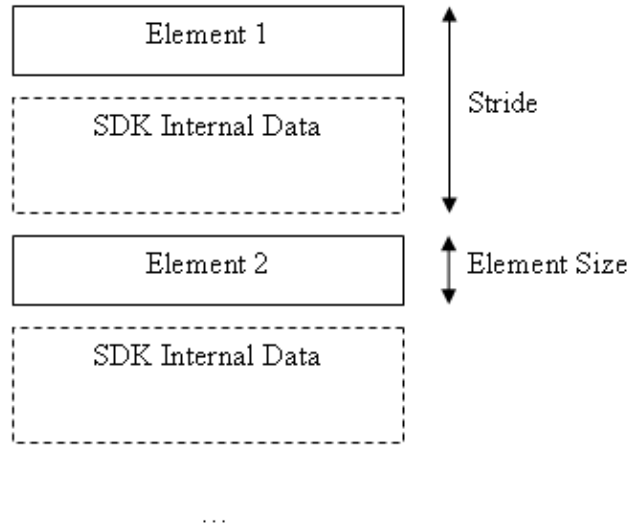 Element 1
SDK Internal Data
Stride
Element 2
Element Size
SDK Internal Data
...